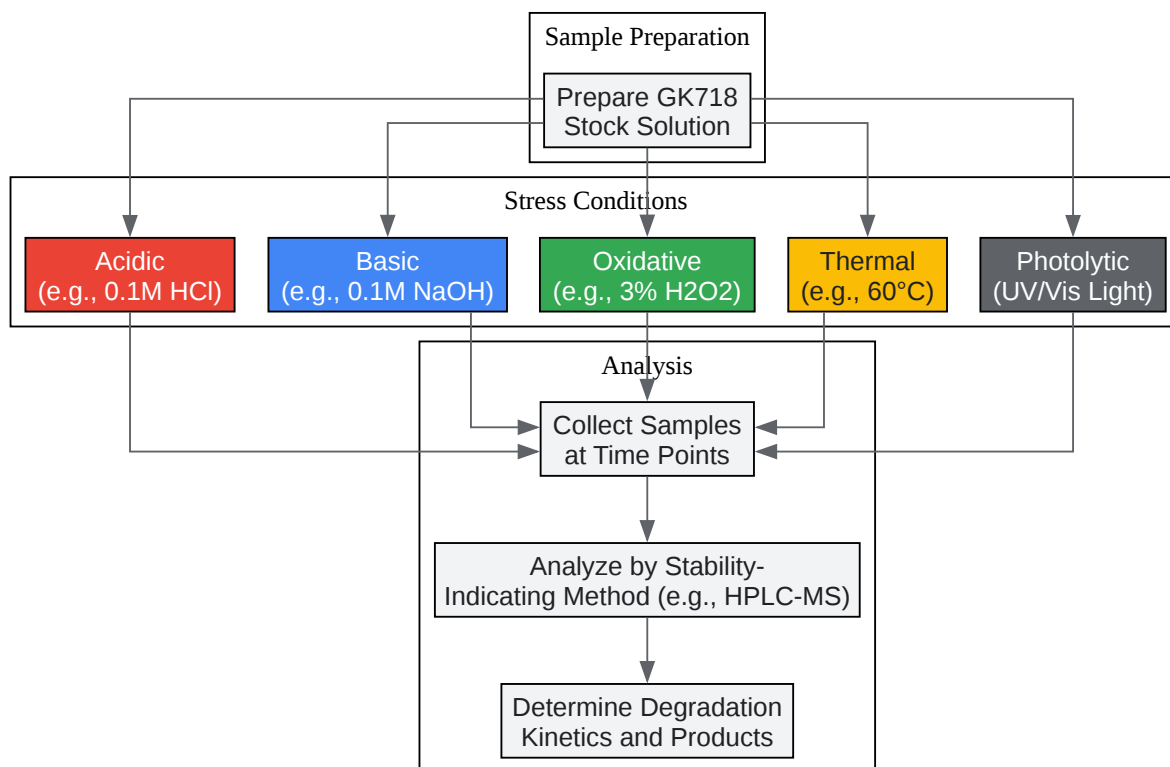 Sample Preparation
Prepare GK718
Stock Solution
Stress Conditions
Acidic
(e.g., 0.1M HCl)
Basic
(e.g., 0.1M NaOH)
Oxidative
(e.g., 3% H2O2)
Thermal
(e.g., 60°C)
Photolytic
(UV/Vis Light)
Analysis
Collect Samples
at Time Points
Analyze by Stability-
Indicating Method (e.g., HPLC-MS)
Determine Degradation
Kinetics and Products